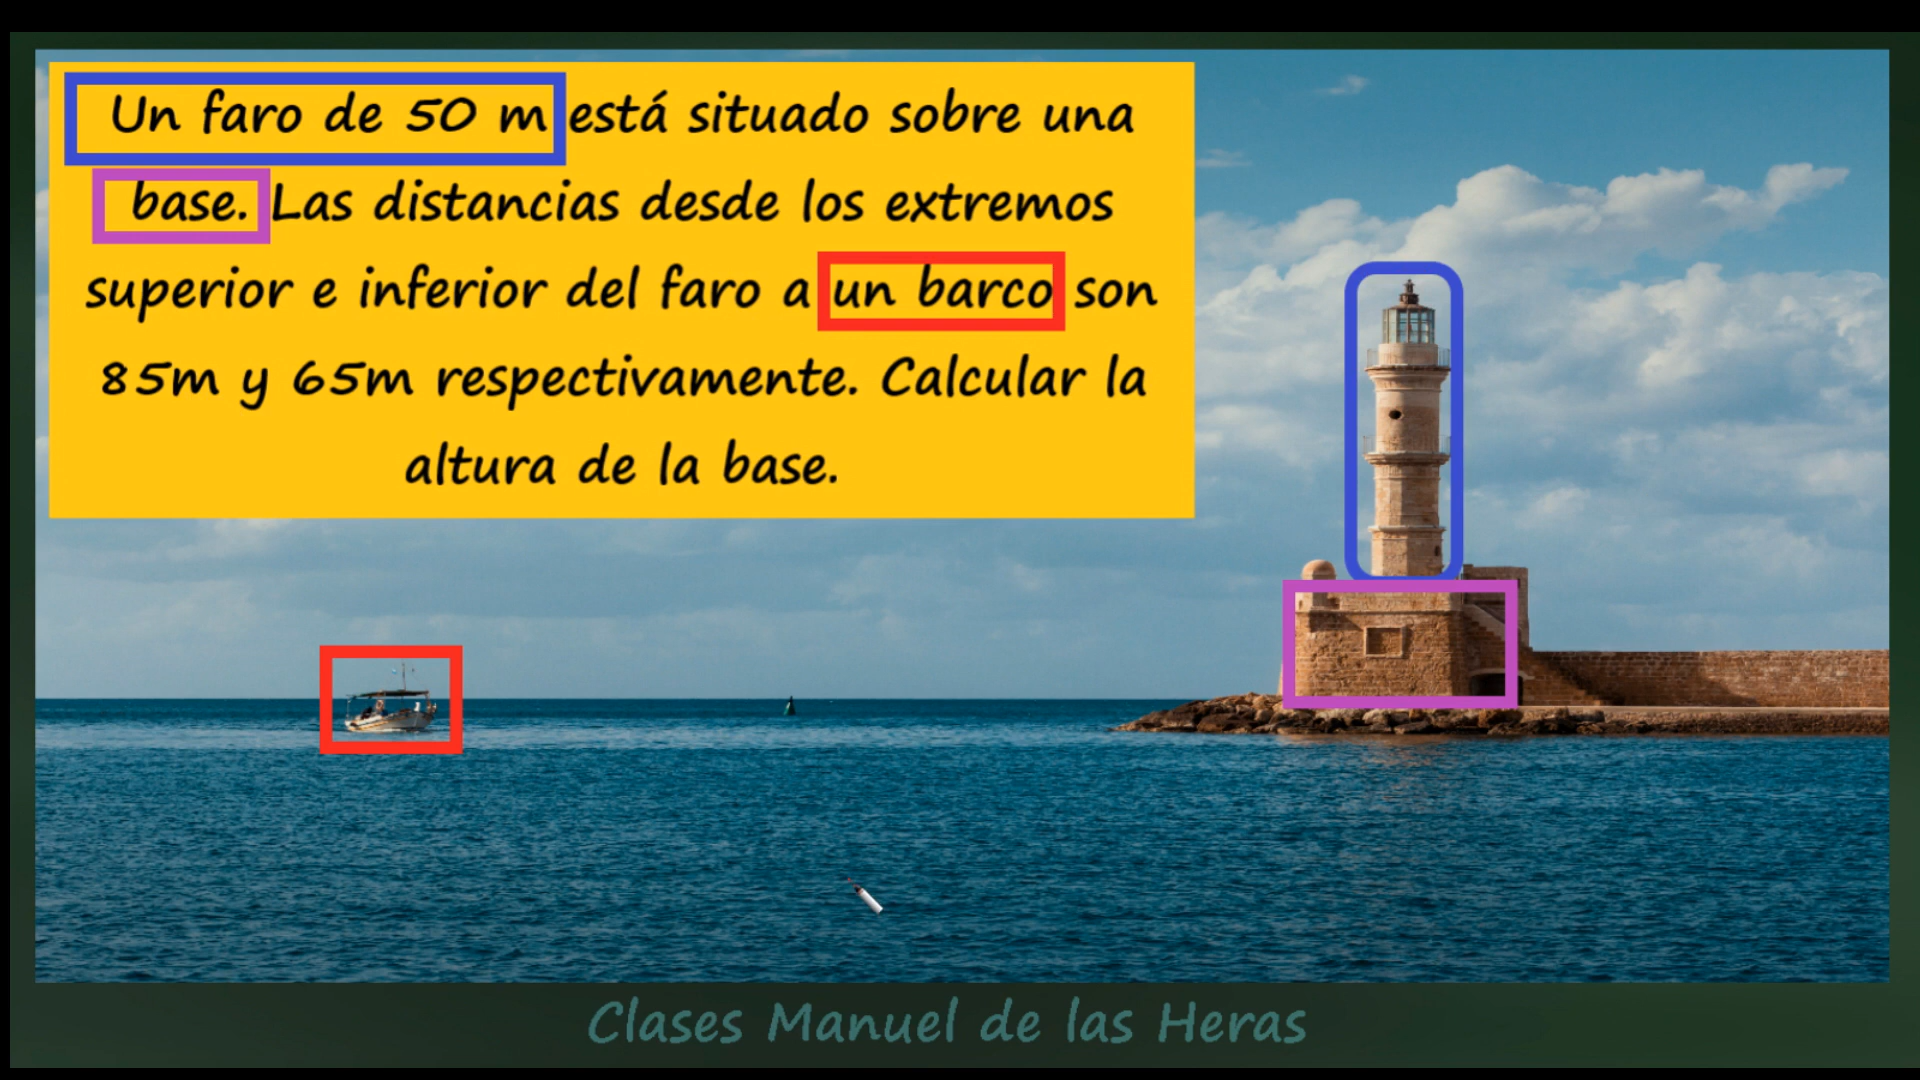 Un faro de 50 m está situado sobre una
base. Las distancias desde los extremos
superior e inferior del faro a un barco son
85m y 65m respectivamente. Calcular la
altura de la base.
Clases Manuel de las Heras